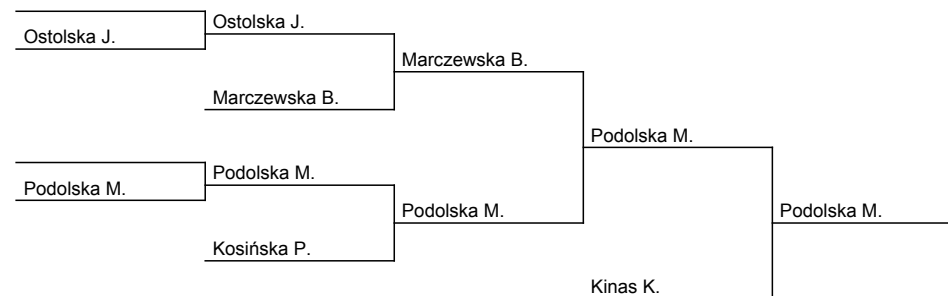 Ostolska J.
Ostolska J.
Marczewska B.
Marczewska B.
Podolska M.
Podolska M.
Podolska M.
Podolska M.
Podolska M.
Kosińska P.
Kinas K.